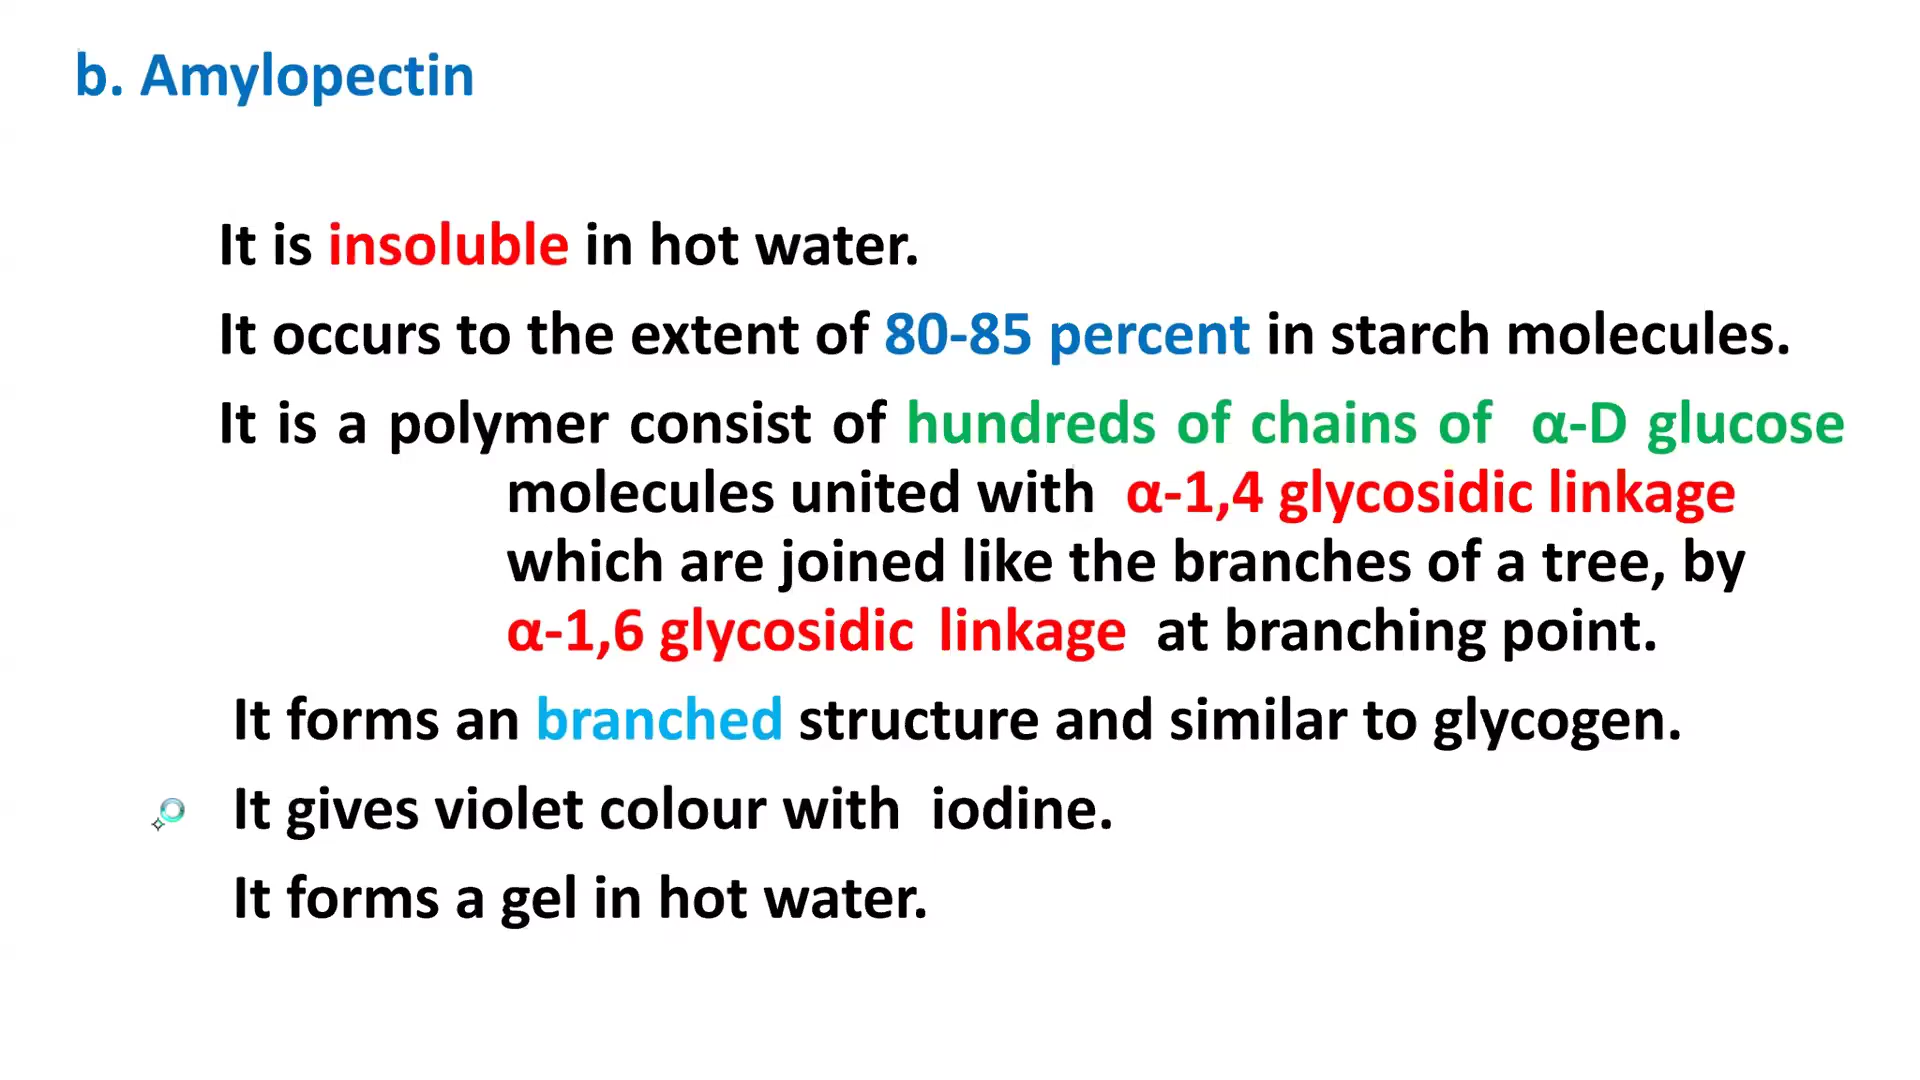 b. Amylopectin
It is insoluble in hot water.
It occurs to the extent of 80-85 percent in starch molecules.
It is a polymer consist of hundreds of chains of α-D glucose
molecules united with α-1,4 glycosidic linkage
which are joined like the branches of a tree, by
α-1,6 glycosidic linkage at branching point.
It forms an branched structure and similar to glycogen.
It gives violet colour with iodine.
It forms a gel in hot water.